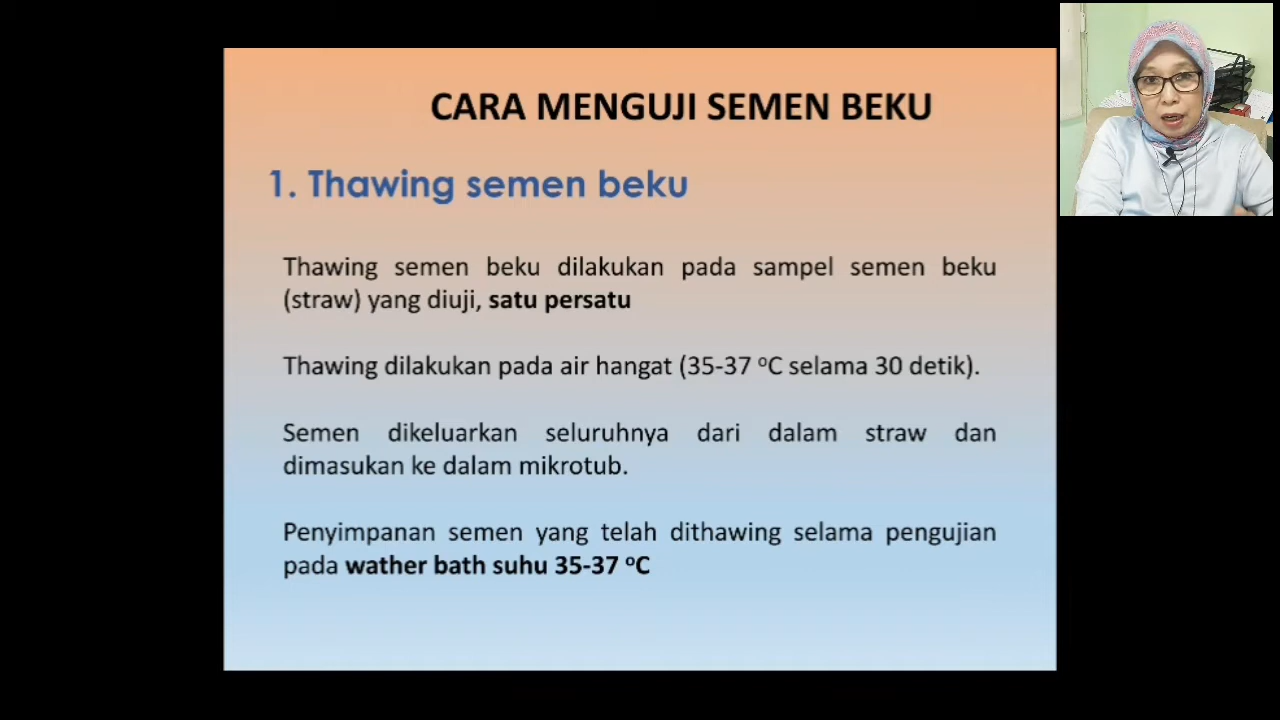 CARA MENGUJI SEMEN BEKU
1. Thawing semen beku
Thawing semen beku dilakukan pada sampel semen beku
(straw) yang diuji, satu persatu
Thawing dilakukan pada air hangat (35-37 ⁰C selama 30 detik).
Semen dikeluarkan seluruhnya dari dalam straw dan
dimasukan ke dalam mikrotub.
Penyimpanan semen yang telah dithawing selama pengujian
pada wather bath suhu 35-37 ⁰C